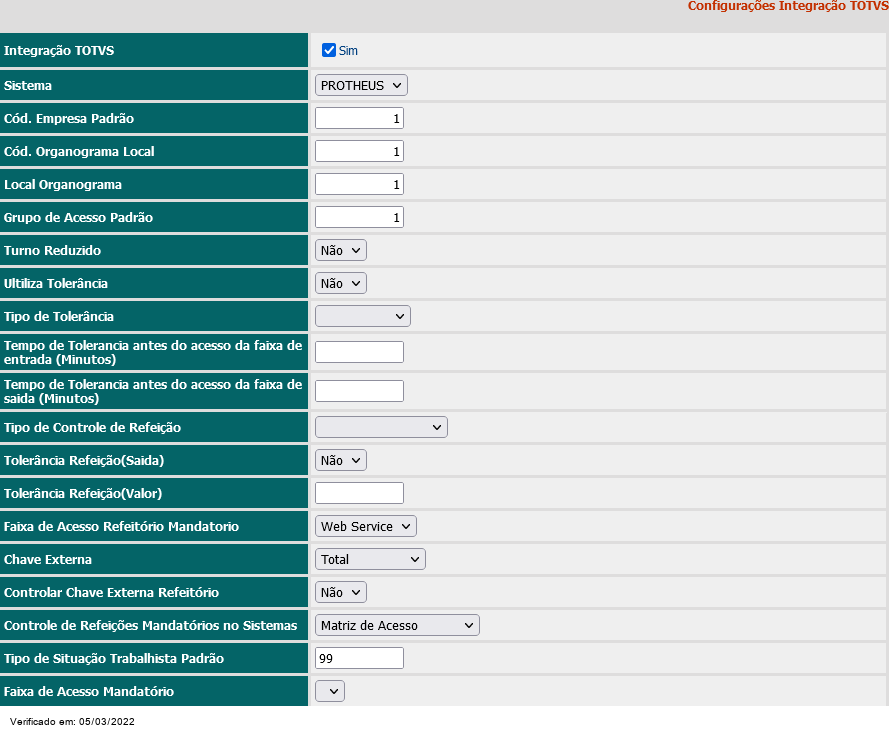 Configurações Integração TOTVS
Integração TOTVS Sim
Sistema PROTHEUS
Cód. Empresa Padrão 1
Cód. Organograma Local 1
Local Organograma 1
Grupo de Acesso Padrão 1
Turno Reduzido Não
Ultiliza Tolerância Não
Tipo de Tolerância
Tempo de Tolerancia antes do acesso da faixa de
entrada (Minutos)
Tempo de Tolerancia antes do acesso da faixa de
saida (Minutos)
Tipo de Controle de Refeição
Tolerância Refeição(Saida) Não
Tolerância Refeição(Valor)
Faixa de Acesso Refeitório Mandatorio Web Service
Chave Externa Total
Controlar Chave Externa Refeitório Não
Controle de Refeições Mandatórios no Sistemas Matriz de Acesso
Tipo de Situação Trabalhista Padrão 99
Faixa de Acesso Mandatório
Verificado em: 05/03/2022